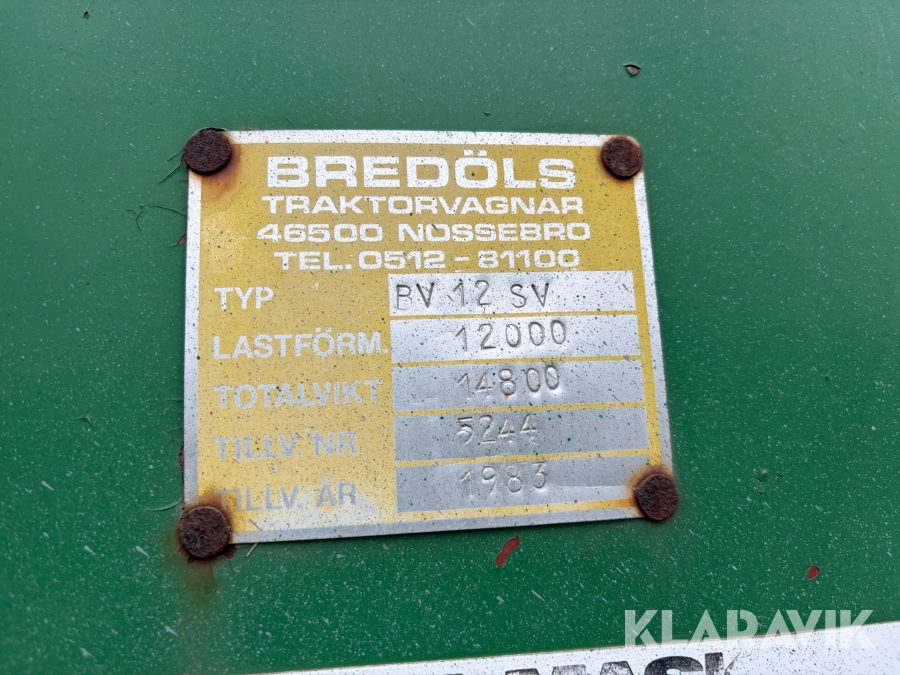 BREDÖLS
TRAKTORVAGNAR
46500 NOSSEBRO
TEL. 0512 - 81100
TYP BV 12 SV
LASTFÖRM. 12000
TOTALVIKT 14800
TILLV. NR 5244
TILLV. ÅR 1983
KLARAVIK